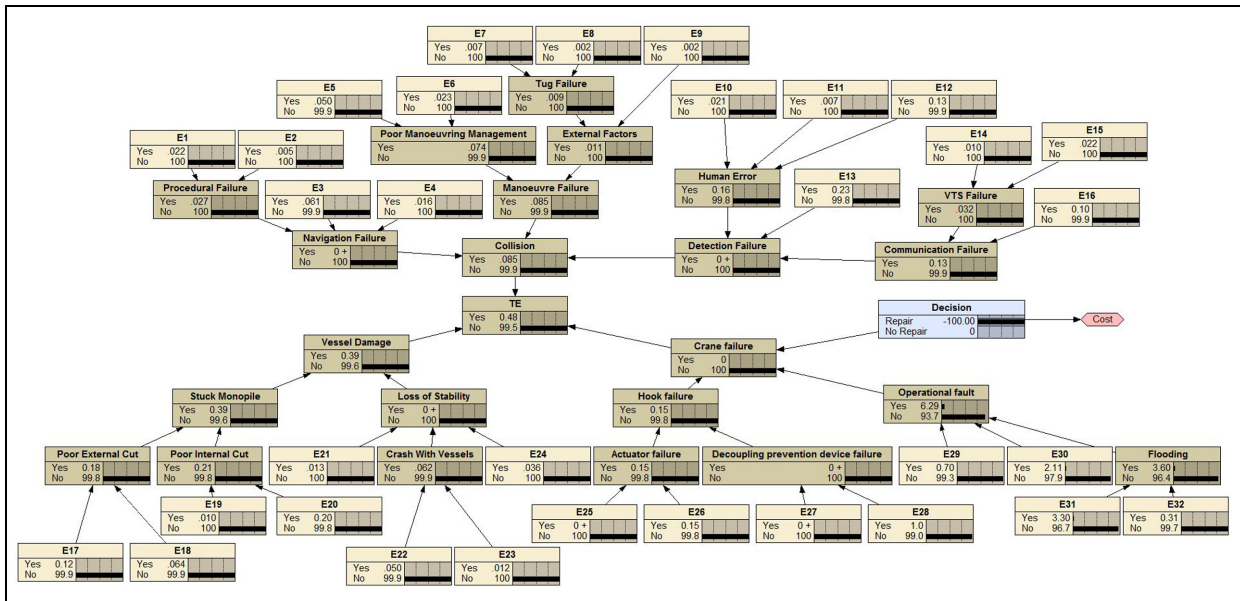 E7
Yes .007
No 100
E8
Yes .002
No 100
E9
Yes .002
No 100
E5
Yes .050
No 99.9
E6
Yes .023
No 100
Tug Failure
Yes .009
No 100
E10
Yes .021
No 100
E11
Yes .007
No 100
E12
Yes 0.13
No 99.9
E1
Yes .022
No 100
E2
Yes .005
No 100
Poor Manoeuvring Management
Yes .074
No 99.9
External Factors
Yes .011
No 100
E14
Yes .010
No 100
E15
Yes .022
No 100
Procedural Failure
Yes .027
No 100
E3
Yes .061
No 99.9
E4
Yes .016
No 100
Manoeuvre Failure
Yes .085
No 99.9
Human Error
Yes 0.16
No 99.8
E13
Yes 0.23
No 99.8
VTS Failure
Yes .032
No 100
E16
Yes 0.10
No 99.9
Navigation Failure
Yes 0 +
No 100
Collision
Yes .085
No 99.9
Detection Failure
Yes 0 +
No 100
Communication Failure
Yes 0.13
No 99.9
TE
Yes 0.48
No 99.5
Decision
Repair -100.00
No Repair 0
Cost
Vessel Damage
Yes 0.39
No 99.6
Crane failure
Yes 0
No 100
Stuck Monopile
Yes 0.39
No 99.6
Loss of Stability
Yes 0 +
No 100
Hook failure
Yes 0.15
No 99.8
Operational fault
Yes 6.29
No 93.7
Poor External Cut
Yes 0.18
No 99.8
Poor Internal Cut
Yes 0.21
No 99.8
E21
Yes .013
No 100
Crash With Vessels
Yes .062
No 99.9
E24
Yes .036
No 100
Actuator failure
Yes 0.15
No 99.8
Decoupling prevention device failure
Yes 0 +
No 100
E29
Yes 0.70
No 99.3
E30
Yes 2.11
No 97.9
Flooding
Yes 3.60
No 96.4
E19
Yes .010
No 100
E20
Yes 0.20
No 99.8
E25
Yes 0 +
No 100
E26
Yes 0.15
No 99.8
E27
Yes 0 +
No 100
E28
Yes 1.0
No 99.0
E31
Yes 3.30
No 96.7
E32
Yes 0.31
No 99.7
E17
Yes 0.12
No 99.9
E18
Yes .064
No 99.9
E22
Yes .050
No 99.9
E23
Yes .012
No 100